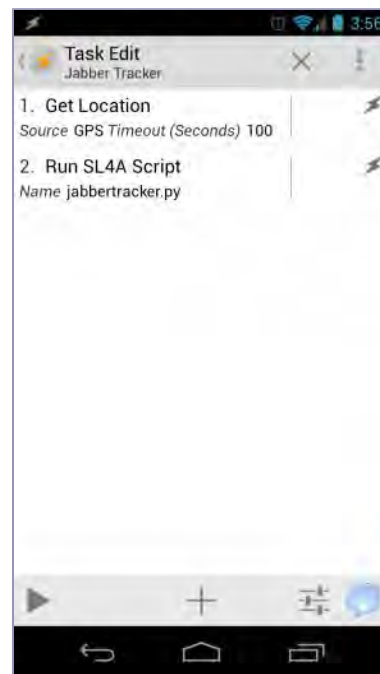 3:56
Task Edit
Jabber Tracker
1. Get Location
Source GPS Timeout (Seconds) 100
2. Run SL4A Script
Name jabbertracker.py